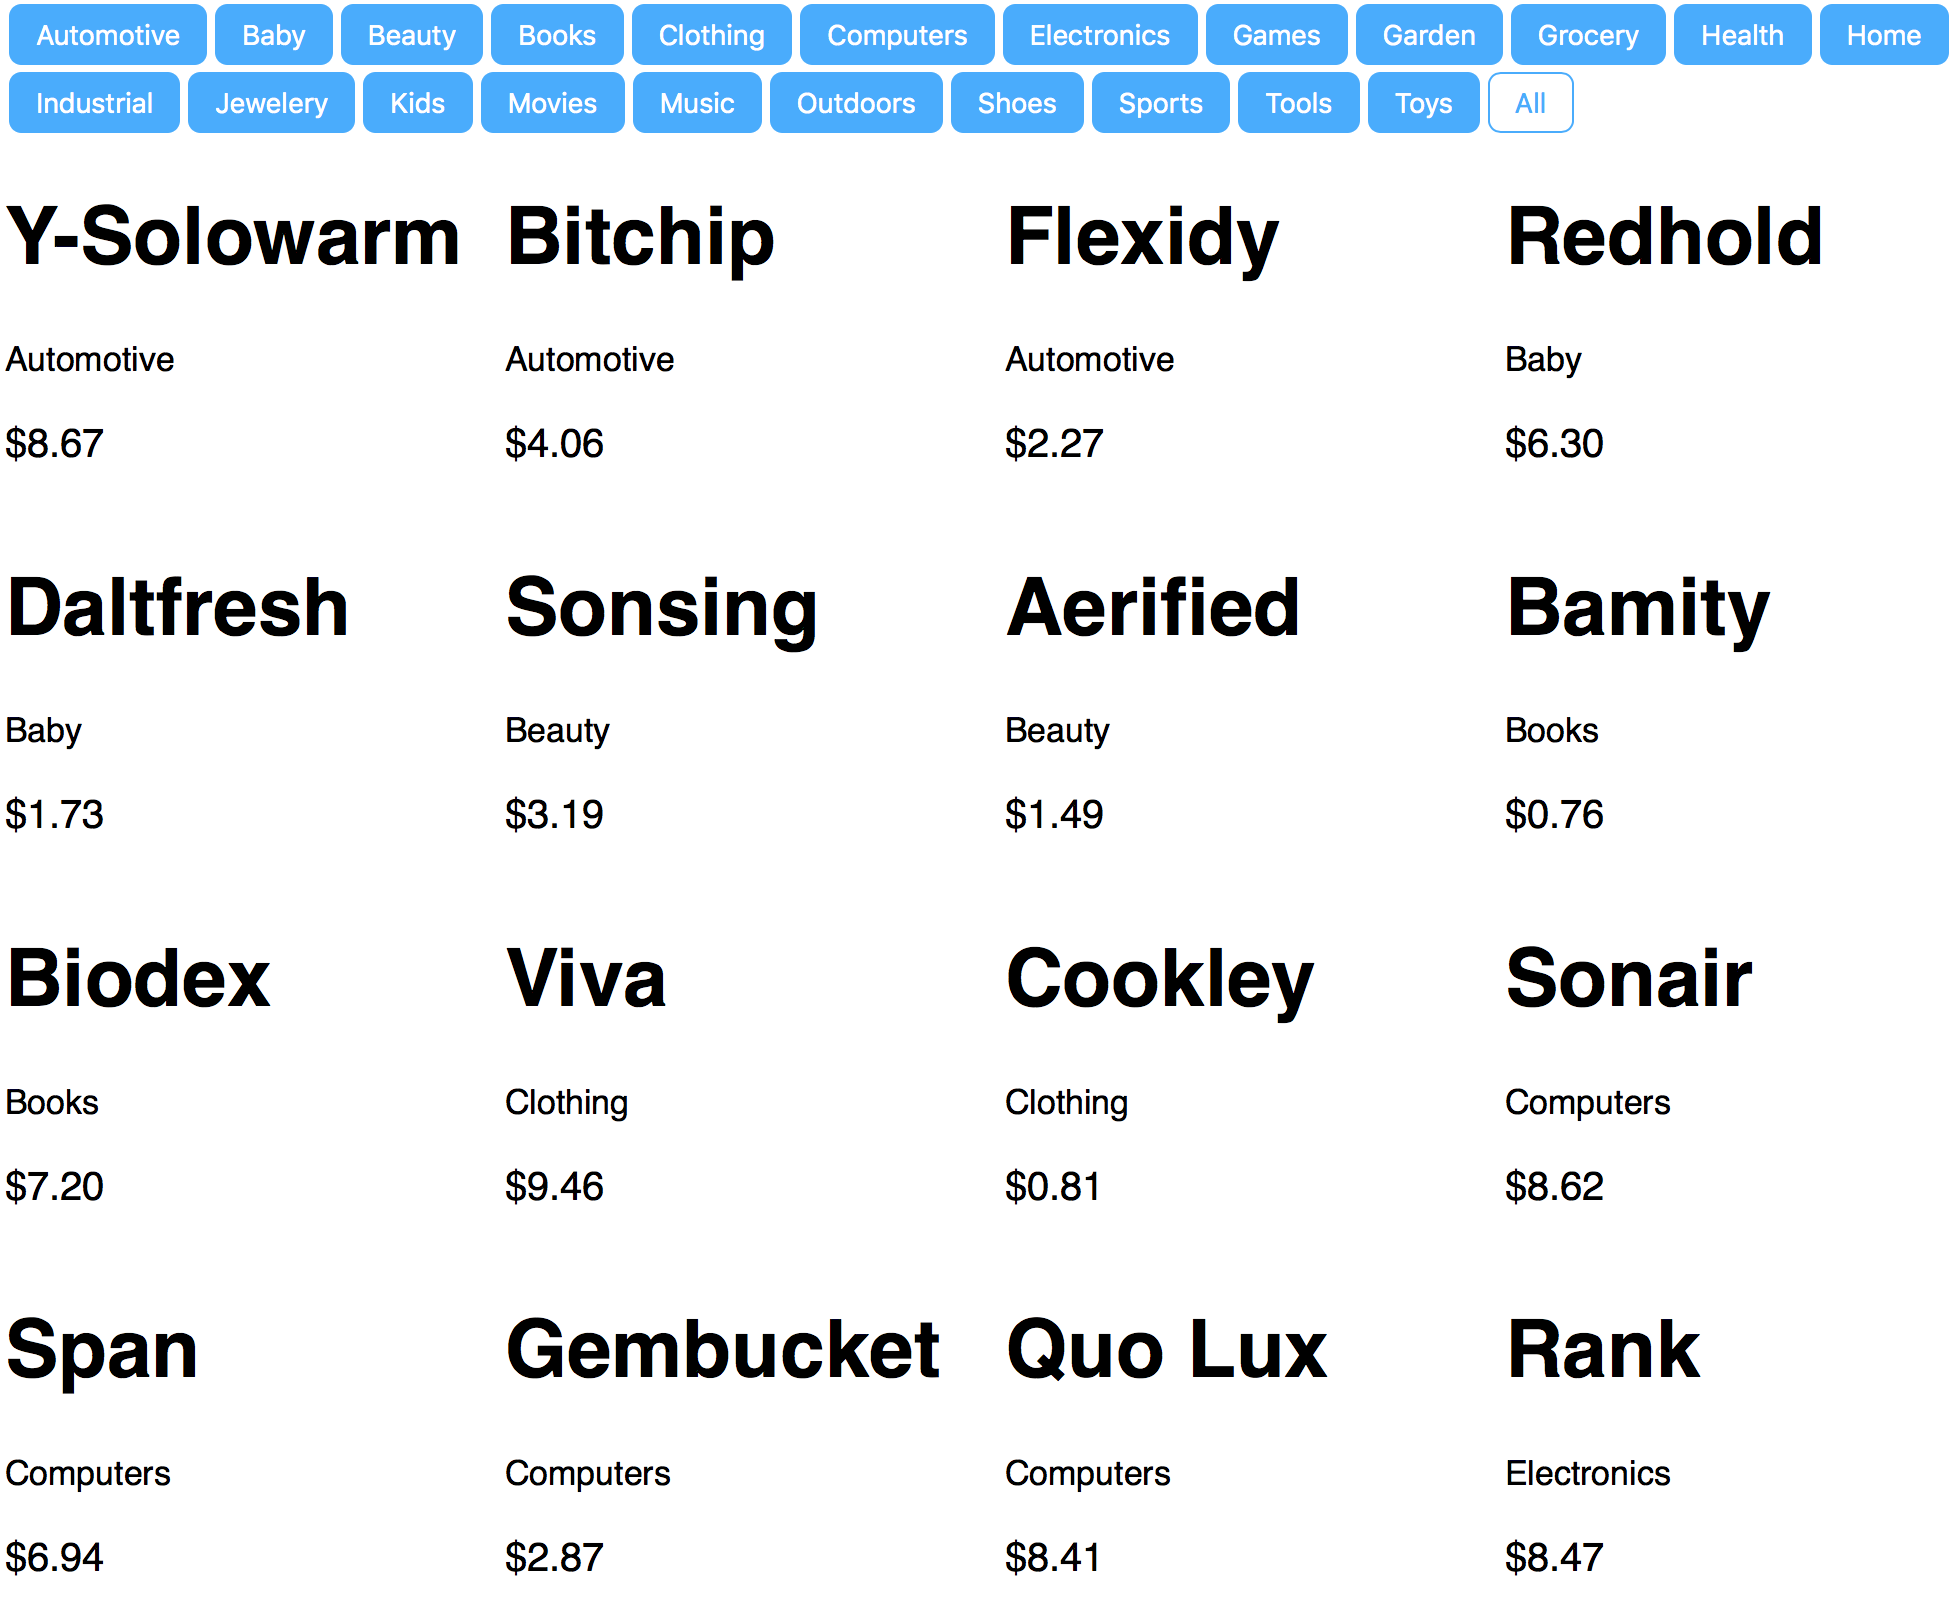 Automotive Baby Beauty Books Clothing Computers Electronics Games Garden Grocery Health Home
Industrial Jewelery Kids Movies Music Outdoors Shoes Sports Tools Toys All
Y-Solowarm Bitchip Flexidy Redhold
Automotive Automotive Automotive Baby
$8.67 $4.06 $2.27 $6.30
Daltfresh Sonsing Aerified Bamity
Baby Beauty Beauty Books
$1.73 $3.19 $1.49 $0.76
Biodex Viva Cookley Sonair
Books Clothing Clothing Computers
$7.20 $9.46 $0.81 $8.62
Span Gembucket Quo Lux Rank
Computers Computers Computers Electronics
$6.94 $2.87 $8.41 $8.47